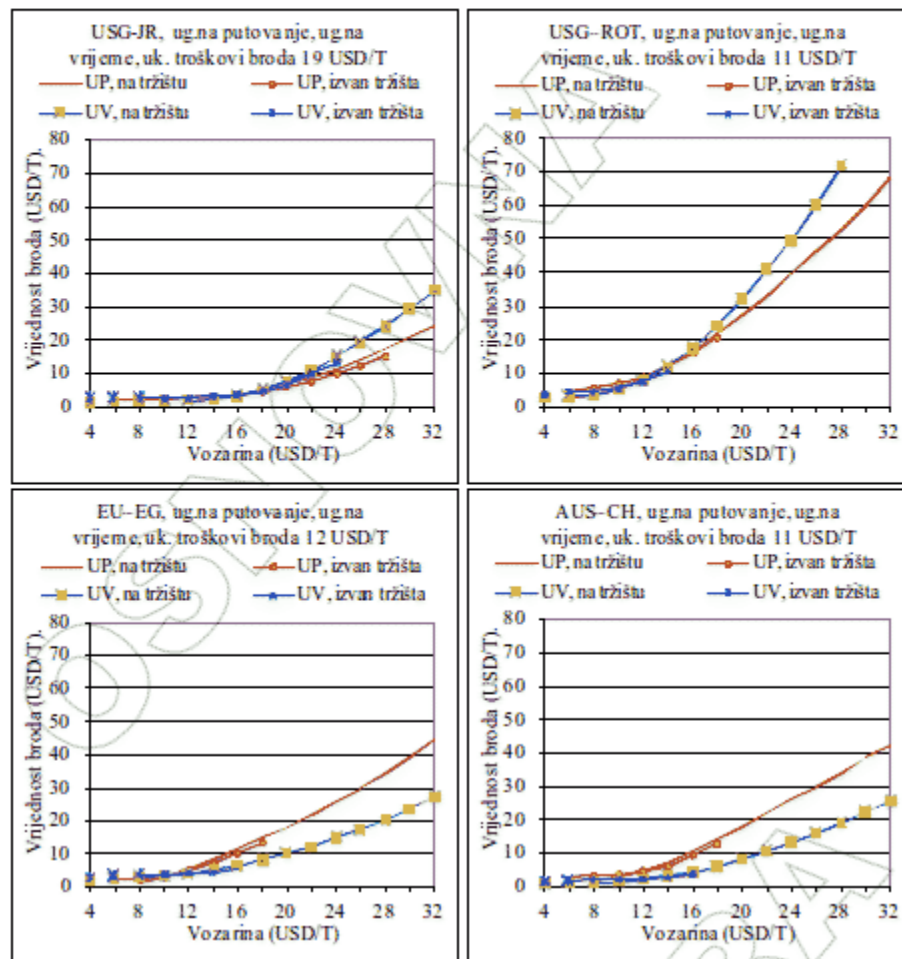 USG-JR, ug.na putovanje, ug.na
vrijeme, uk. troškovi broda 19 USD/T
UP, na tržištu
UP, izvan tržišta
UV, na tržištu
UV, izvan tržišta
Vrijednost broda (USD/T).
80
70
60
50
40
30
20
10
0
4 8 12 16 20 24 28 32
Vozarina (USD/T)
USG–ROT, ug.na putovanje, ug.na
vrijeme, uk. troškovi broda 11 USD/T
UP, na tržištu
UP, izvan tržišta
UV, na tržištu
UV, izvan tržišta
Vrijednost broda (USD/T).
80
70
60
50
40
30
20
10
0
4 8 12 16 20 24 28 32
Vozarina (USD/T)
EU–EG, ug.na putovanje, ug.na
vrijeme, uk. troškovi broda 12 USD/T
UP, na tržištu
UP, izvan tržišta
UV, na tržištu
UV, izvan tržišta
Vrijednost broda (USD/T).
80
70
60
50
40
30
20
10
0
4 8 12 16 20 24 28 32
Vozarina (USD/T)
AUS–CH, ug.na putovanje, ug.na
vrijeme, uk. troškovi broda 11 USD/T
UP, na tržištu
UP, izvan tržišta
UV, na tržištu
UV, izvan tržišta
Vrijednost broda (USD/T).
80
70
60
50
40
30
20
10
0
4 8 12 16 20 24 28 32
Vozarina (USD/T)
OSNOVNA